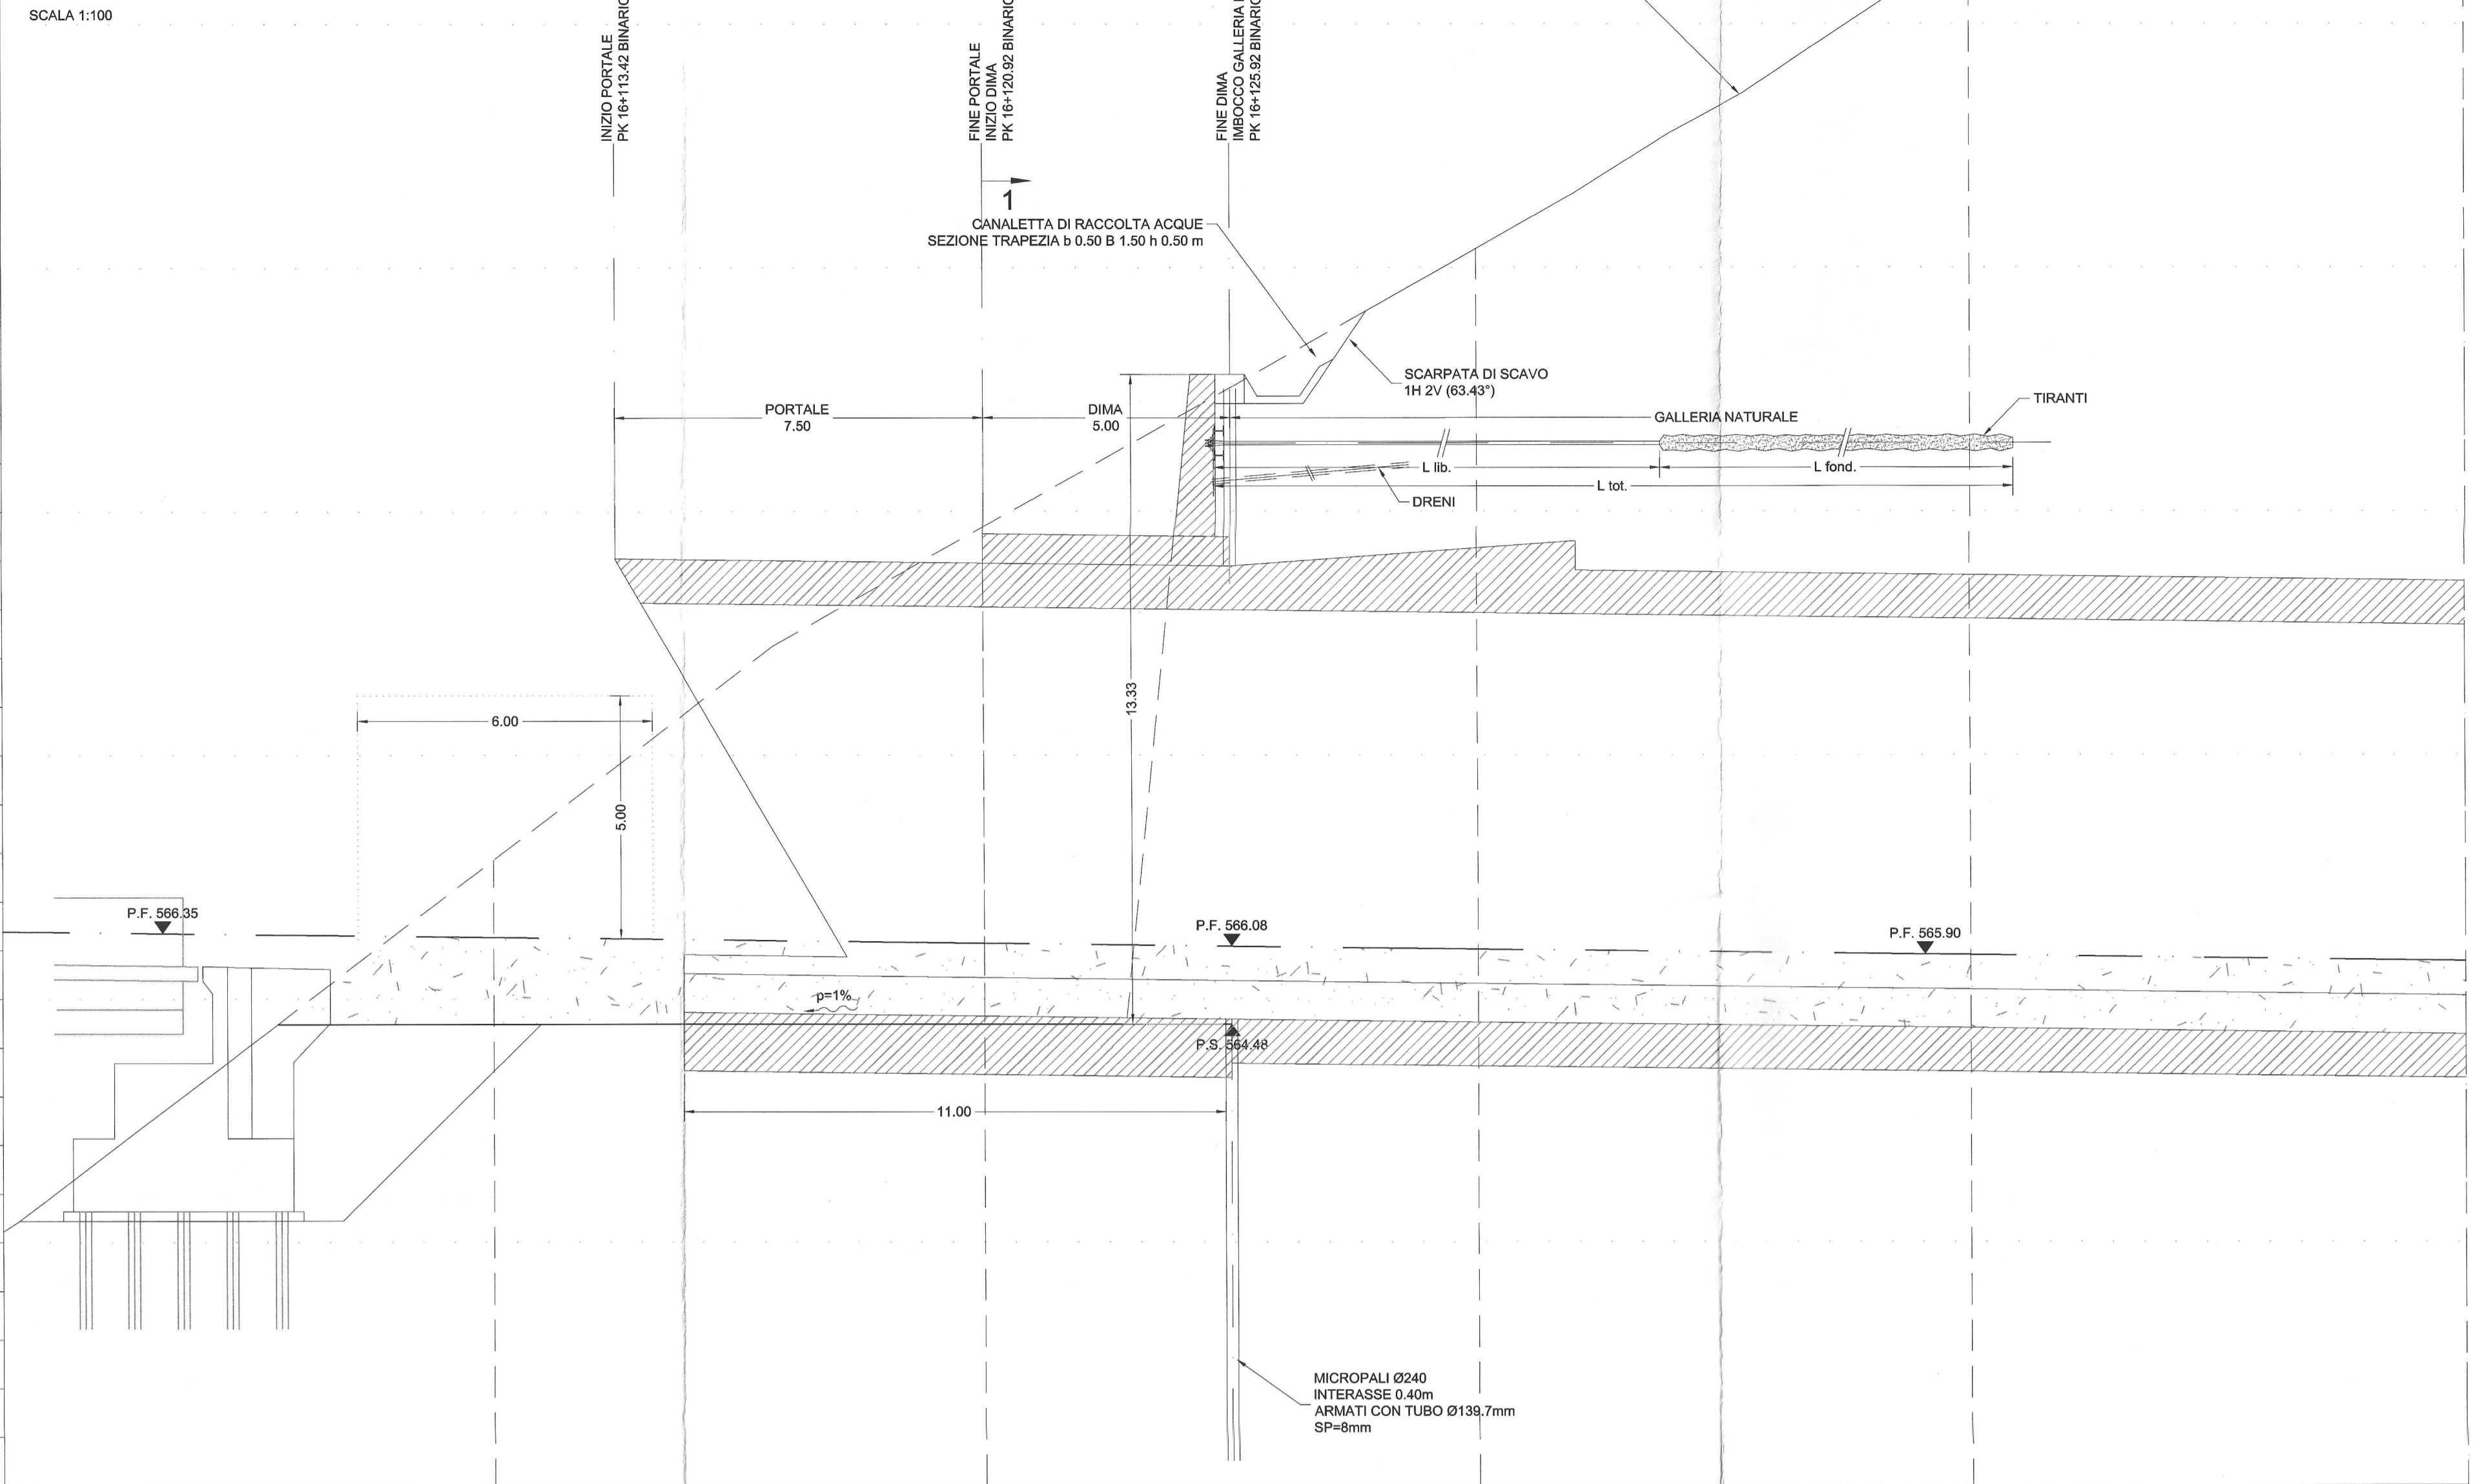 SCALA 1:100
INIZIO PORTALE
PK 16+113.42 BINARIO
FINE PORTALE
INIZIO DIMA
PK 16+120.92 BINARIO
FINE DIMA
IMBOCCO GALLERIA
PK 16+125.92 BINARIO
1
CANALETTA DI RACCOLTA ACQUE
SEZIONE TRAPEZIA b 0.50 B 1.50 h 0.50 m
SCARPATA DI SCAVO
1H 2V (63.43°)
TIRANTI
PORTALE
7.50
DIMA
5.00
GALLERIA NATURALE
L lib.
L fond.
L tot.
DRENI
13.33
6.00
5.00
P.F. 566.35
P.F. 566.08
P.F. 565.90
p=1%
P.S. 564.48
11.00
MICROPALI Ø240
INTERASSE 0.40m
ARMATI CON TUBO Ø139.7mm
SP=8mm